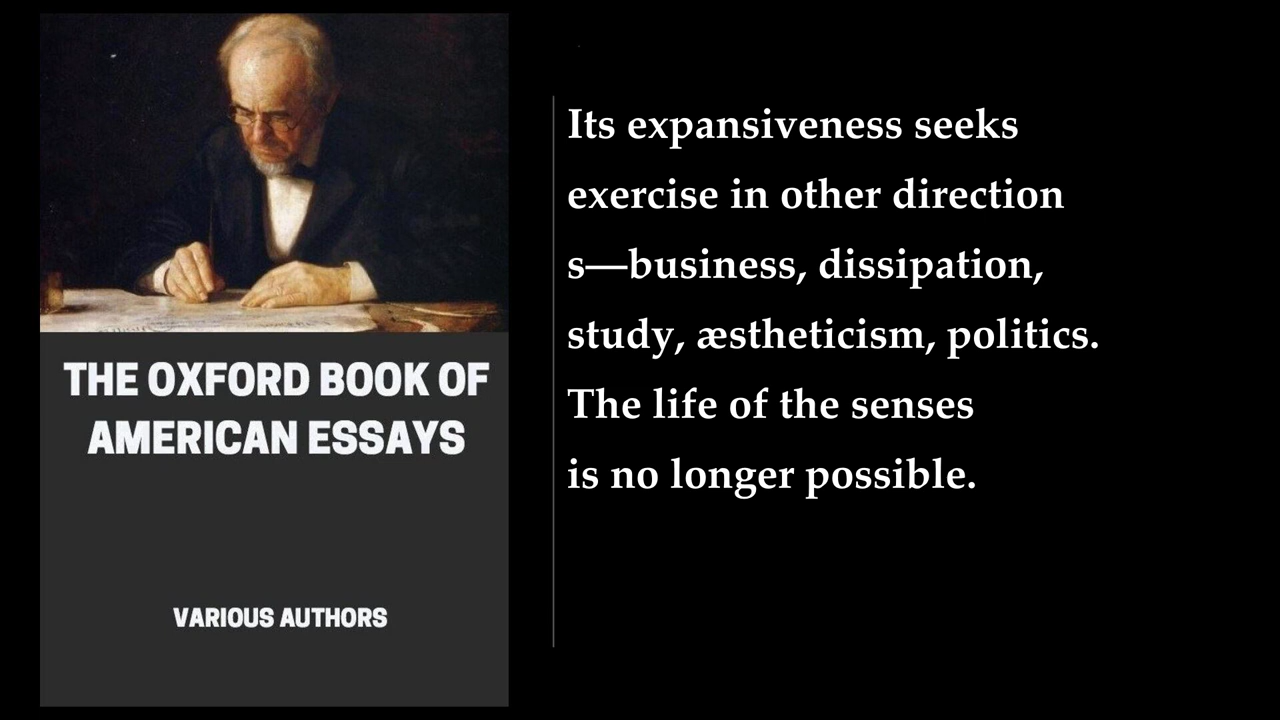 THE OXFORD BOOK OF
AMERICAN ESSAYS
VARIOUS AUTHORS
Its expansiveness seeks
exercise in other direction
s—business, dissipation,
study, æstheticism, politics.
The life of the senses
is no longer possible.